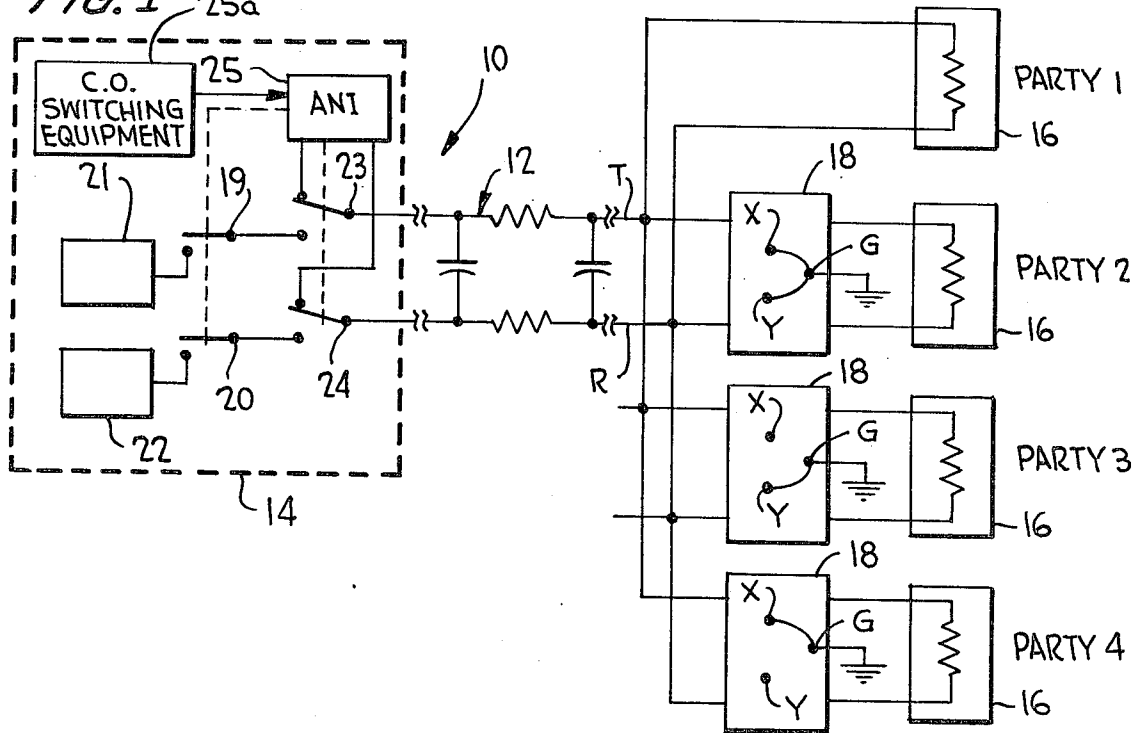 FIG. 1
25a
C.O.
SWITCHING
EQUIPMENT
25
ANI
10
21
19
23
12
T
22
20
24
R
14
PARTY 1
16
18
X
G
Y
PARTY 2
16
18
X
G
Y
PARTY 3
16
18
X
G
Y
PARTY 4
16